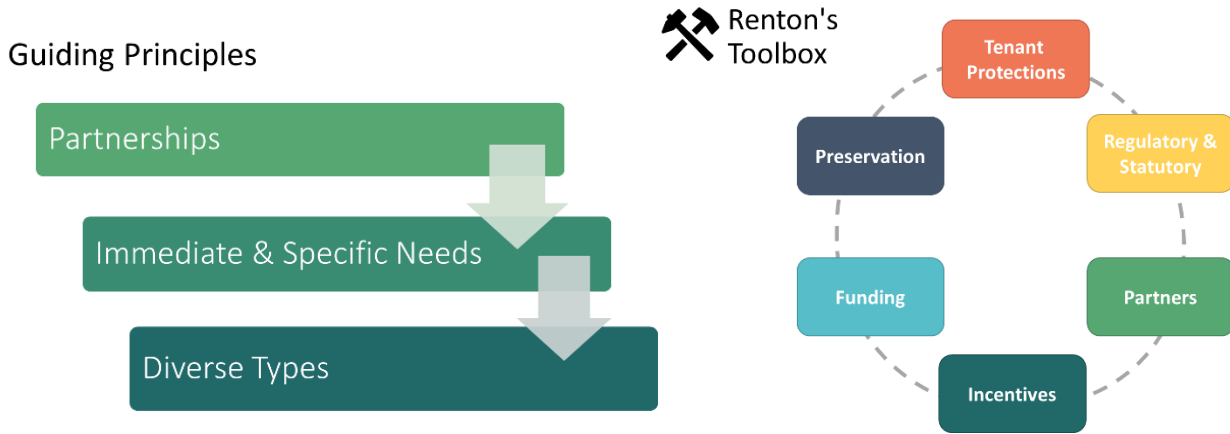 Guiding Principles
Partnerships
Immediate & Specific Needs
Diverse Types
Renton's
Toolbox
Tenant
Protections
Regulatory &
Statutory
Partners
Incentives
Funding
Preservation